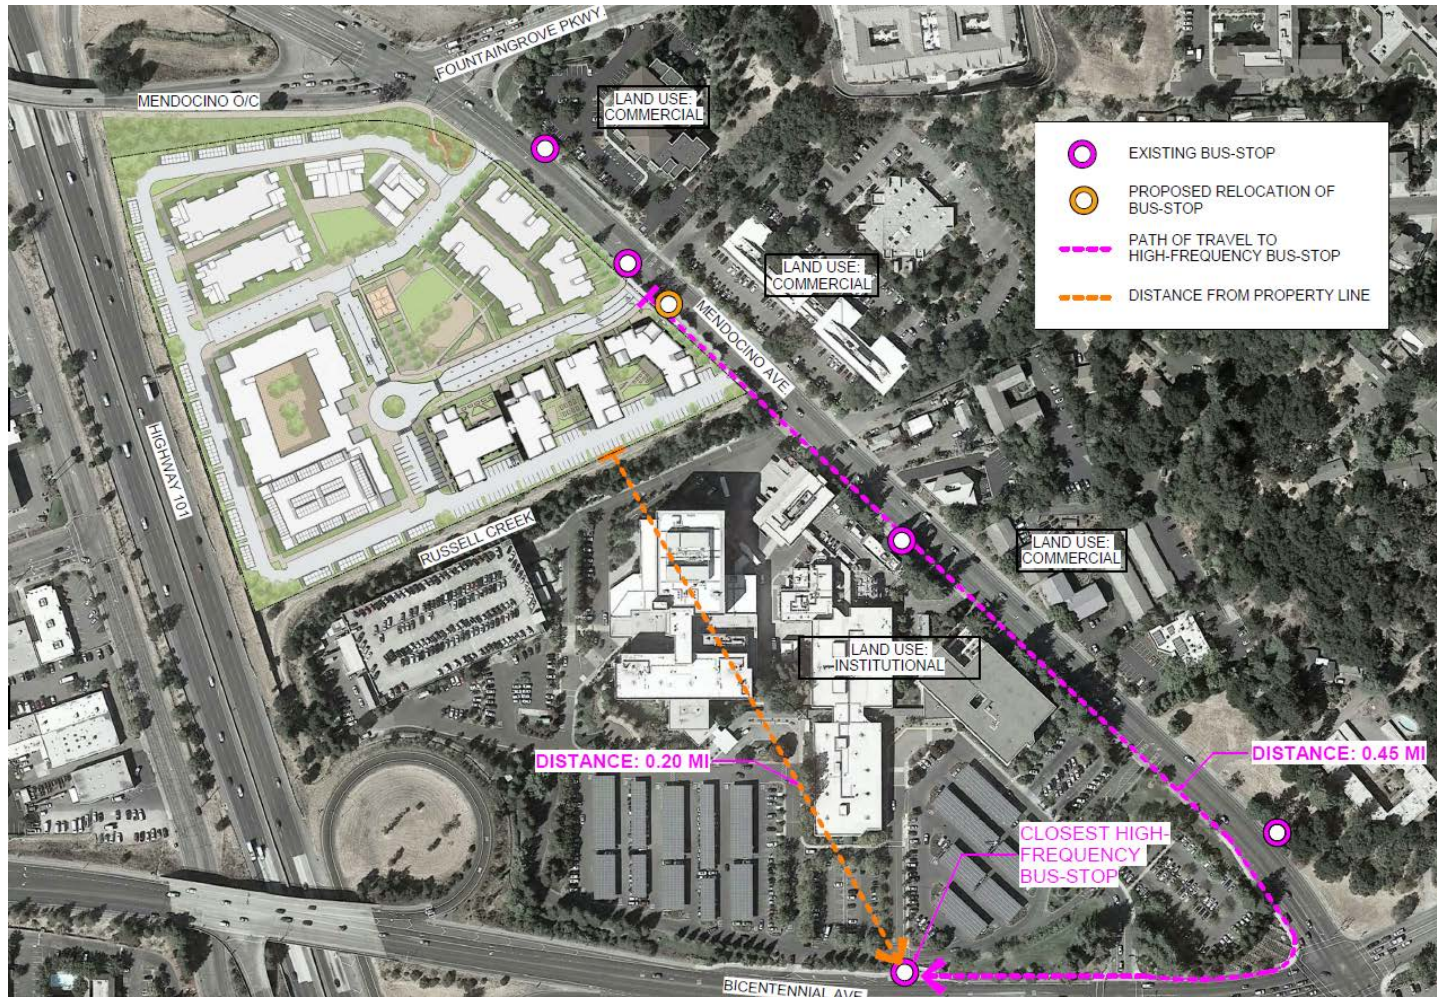 FOUNTAINGROVE PKWY.
MENDOCINO O/C
LAND USE:
COMMERCIAL
EXISTING BUS-STOP
PROPOSED RELOCATION OF
BUS-STOP
PATH OF TRAVEL TO
HIGH-FREQUENCY BUS-STOP
DISTANCE FROM PROPERTY LINE
LAND USE:
COMMERCIAL
MENDOCINO AVE
HIGHWAY 101
RUSSELL CREEK
LAND USE:
COMMERCIAL
LAND USE:
INSTITUTIONAL
DISTANCE: 0.20 MI
DISTANCE: 0.45 MI
CLOSEST HIGH-
FREQUENCY
BUS-STOP
BICENTENNIAL AVE